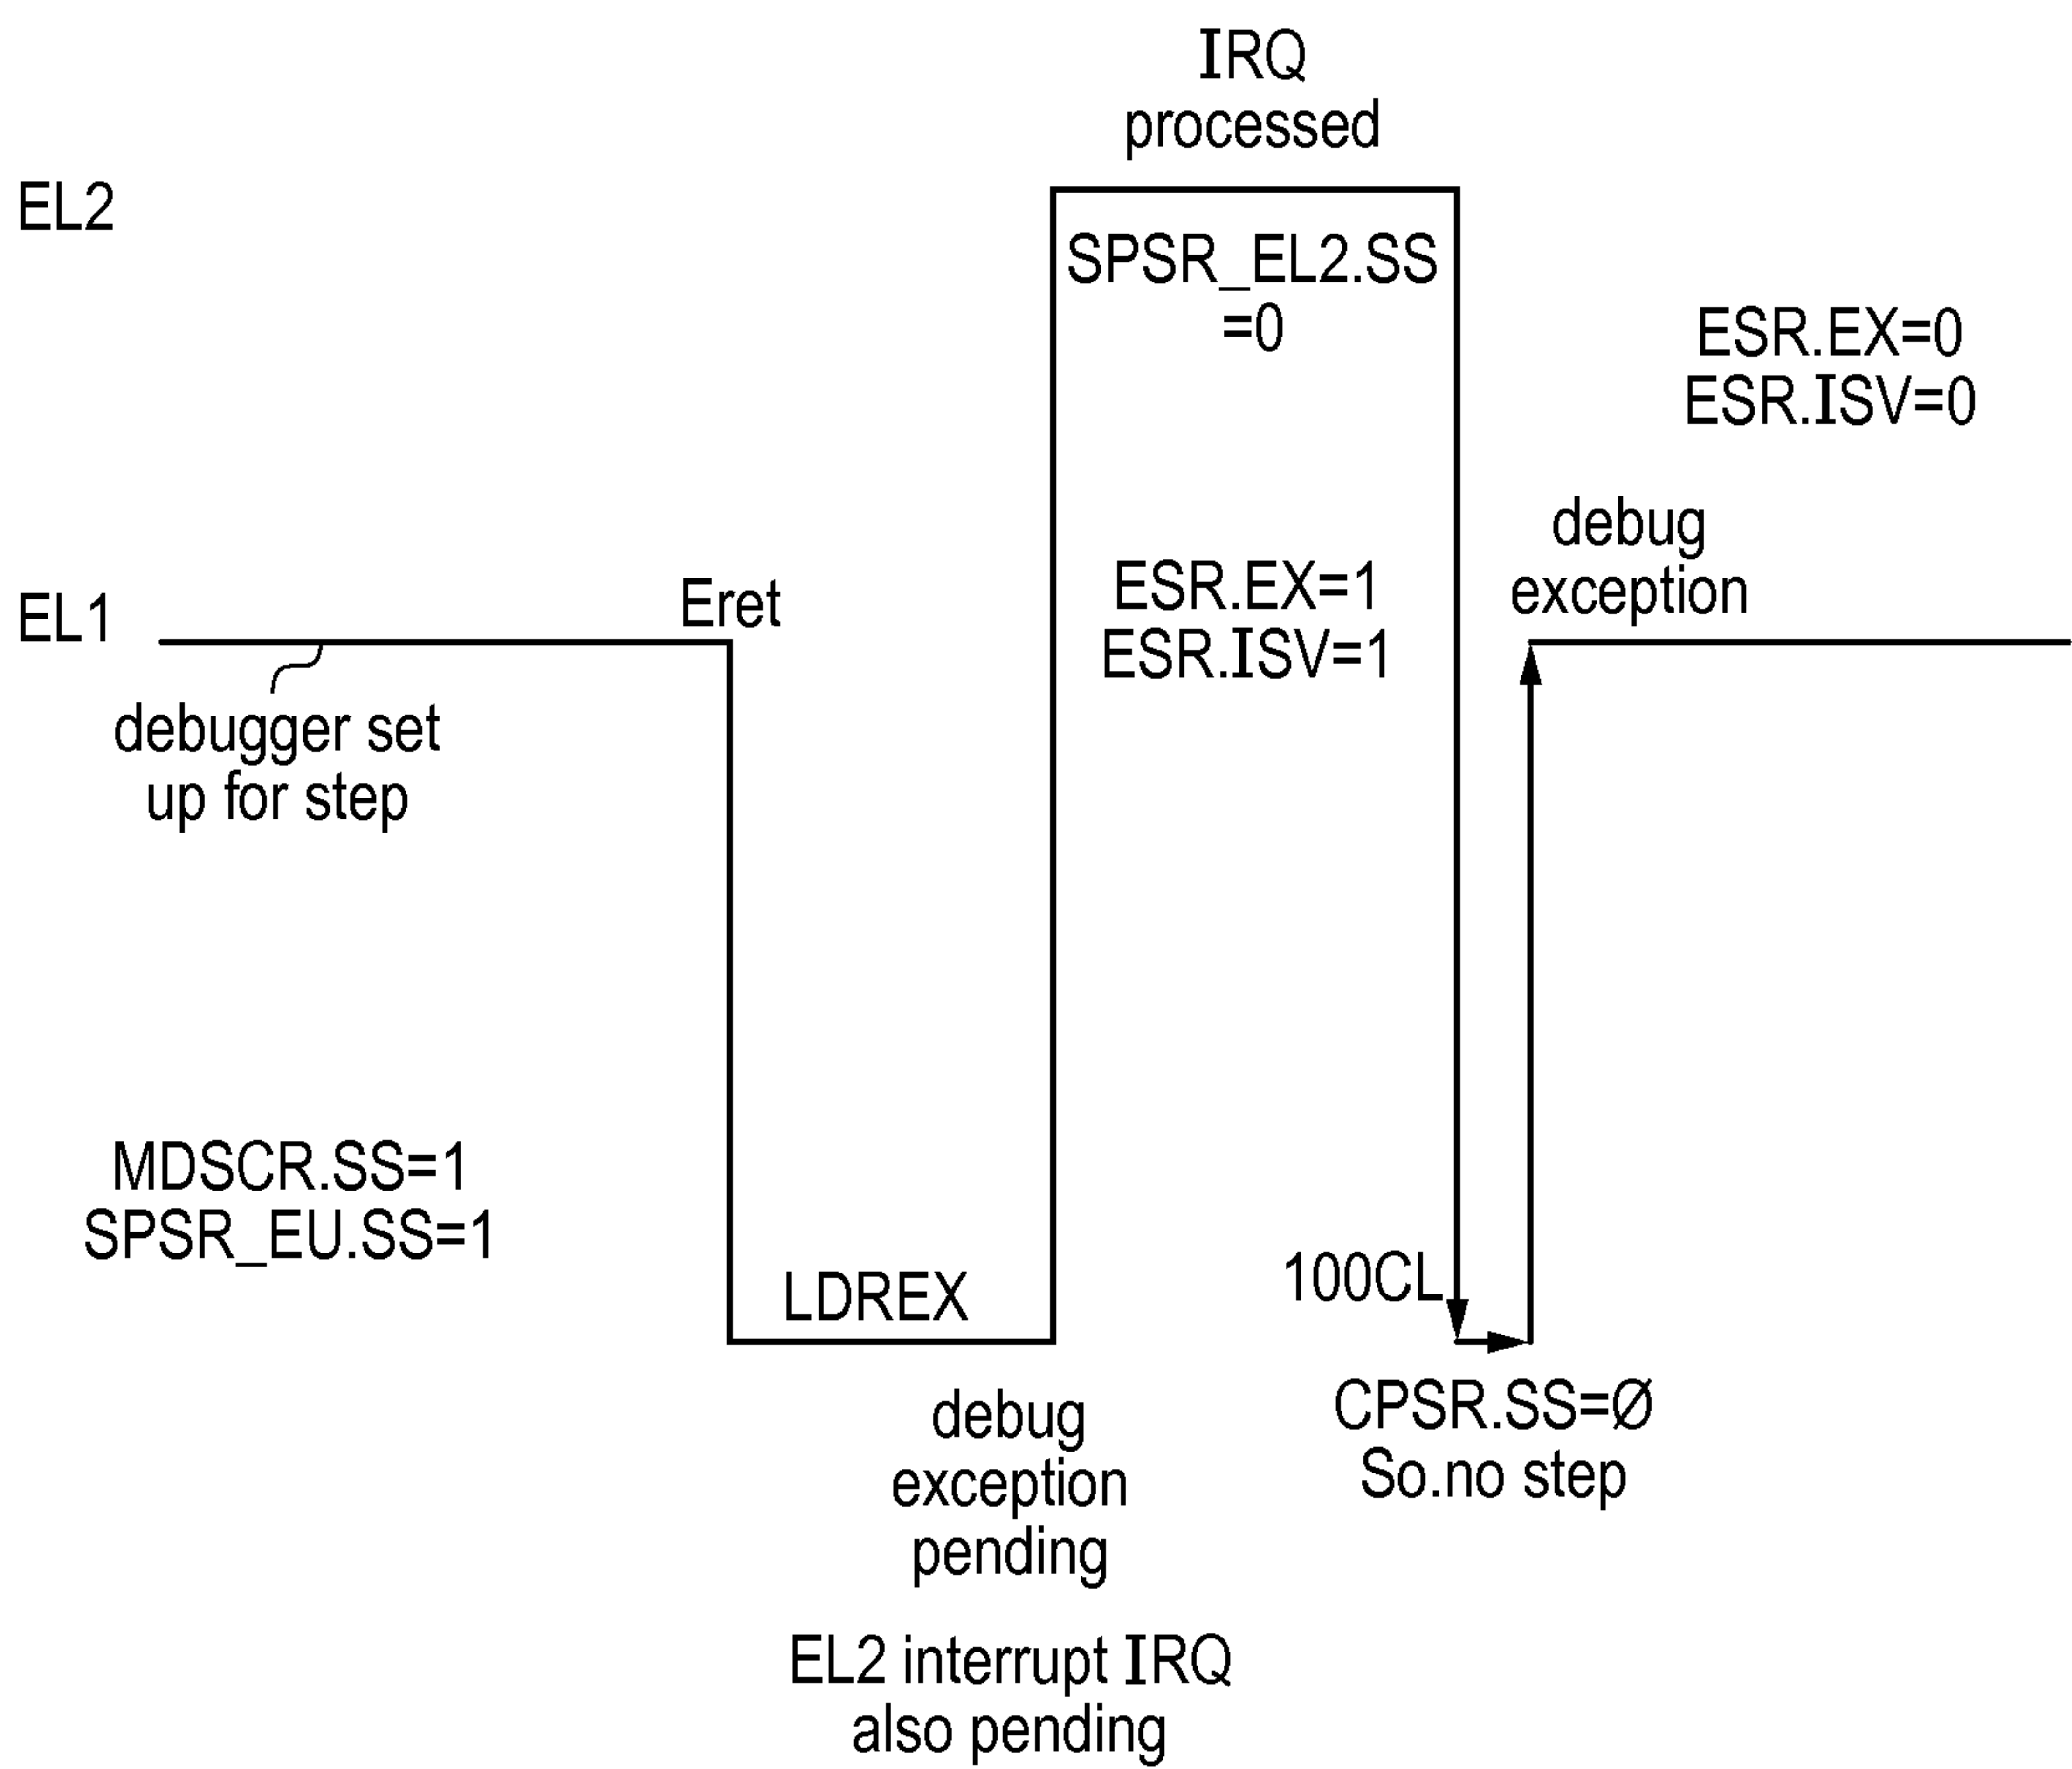 IRQ
processed
EL2
SPSR_EL2.SS
=0
ESR.EX=0
ESR.ISV=0
debug
exception
ESR.EX=1
ESR.ISV=1
Eret
EL1
debugger set
up for step
MDSCR.SS=1
SPSR_EU.SS=1
LDREX
100CL
debug
exception
pending
CPSR.SS=Ø
So.no step
EL2 interrupt IRQ
also pending